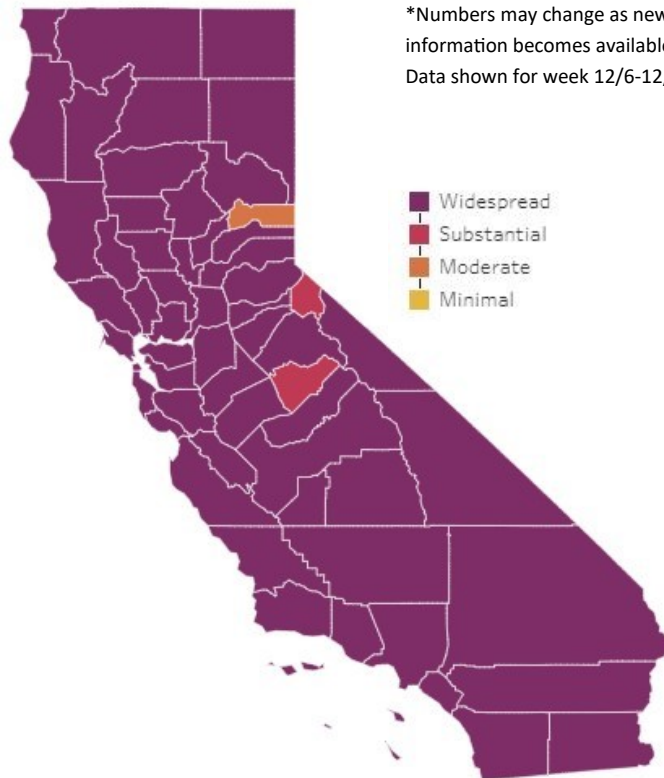 *Numbers may change as new
information becomes available
Data shown for week 12/6-12/
Widespread
Substantial
Moderate
Minimal